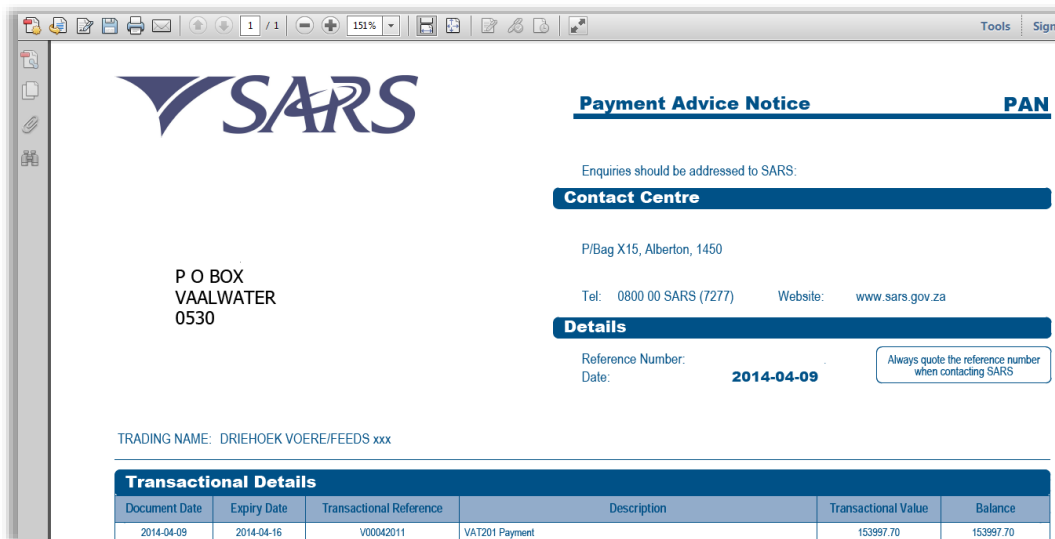 1 / 1
151%
Tools Sign
SARS
Payment Advice Notice PAN
Enquiries should be addressed to SARS:
Contact Centre
P/Bag X15, Alberton, 1450
P O BOX
VAALWATER
0530
Tel: 0800 00 SARS (7277) Website: www.sars.gov.za
Details
Reference Number:
Date: 2014-04-09
Always quote the reference number
when contacting SARS
TRADING NAME: DRIEHOEK VOERE/FEEDS xxx
Transactional Details
Document Date Expiry Date Transactional Reference Description Transactional Value Balance
2014-04-09 2014-04-16 V00042011 VAT201 Payment 153997.70 153997.70